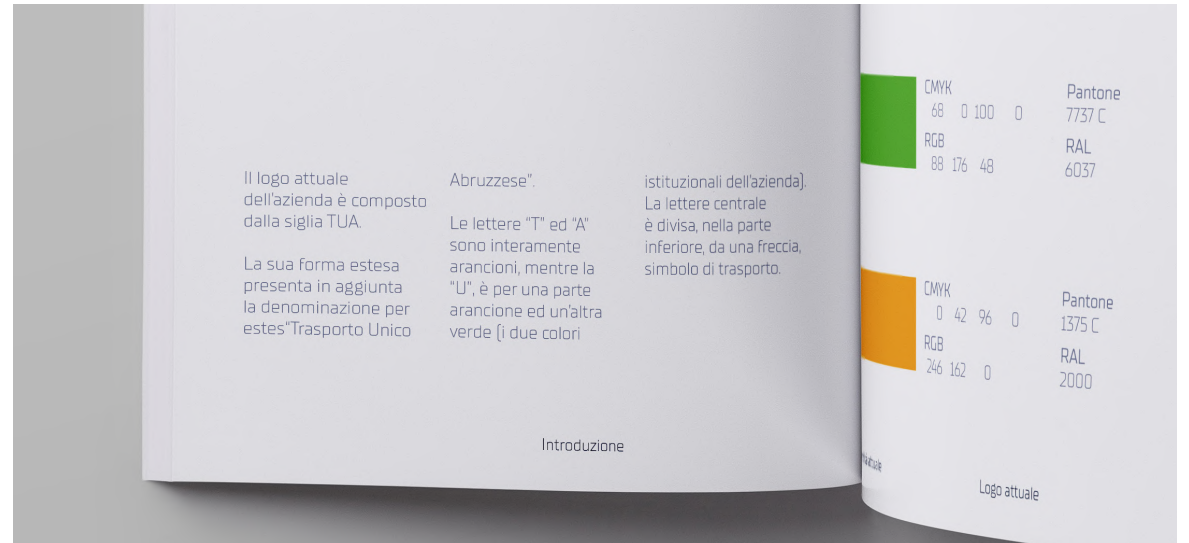 Il logo attuale
dell'azienda è composto
dalla siglia TUA.
La sua forma estesa
presenta in aggiunta
la denominazione per
estes"Trasporto Unico
Abruzzese".
Le lettere "T" ed "A"
sono interamente
arancioni, mentre la
"U", è per una parte
arancione ed un'altra
verde (i due colori
istituzionali dell'azienda).
La lettere centrale
è divisa, nella parte
inferiore, da una freccia,
simbolo di trasporto.
Introduzione
CMYK
68 0 100 0
RGB
88 176 48
Pantone
7737 C
RAL
6037
CMYK
0 42 96 0
RGB
246 162 0
Pantone
1375 C
RAL
2000
attuale
Logo attuale